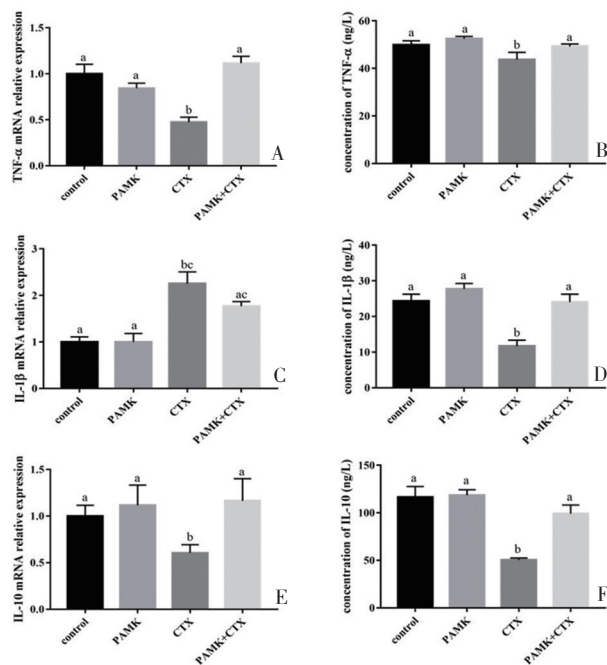 TNF-α mRNA relative expression
1.5
1.0
0.5
0.0
a
a
b
a
control
PAMK
CTX
PAMK+CTX
A
concentration of TNF-α (ng/L)
80
60
40
20
0
a
a
b
a
control
PAMK
CTX
PAMK+CTX
B
IL-1β mRNA relative expression
3
2
1
0
a
a
bc
ac
control
PAMK
CTX
PAMK+CTX
C
concentration of IL-1β (ng/L)
40
30
20
10
0
a
a
b
a
control
PAMK
CTX
PAMK+CTX
D
IL-10 mRNA relative expression
1.5
1.0
0.5
0.0
a
a
b
a
control
PAMK
CTX
PAMK+CTX
E
concentration of IL-10 (ng/L)
150
100
50
0
a
a
b
a
control
PAMK
CTX
PAMK+CTX
F